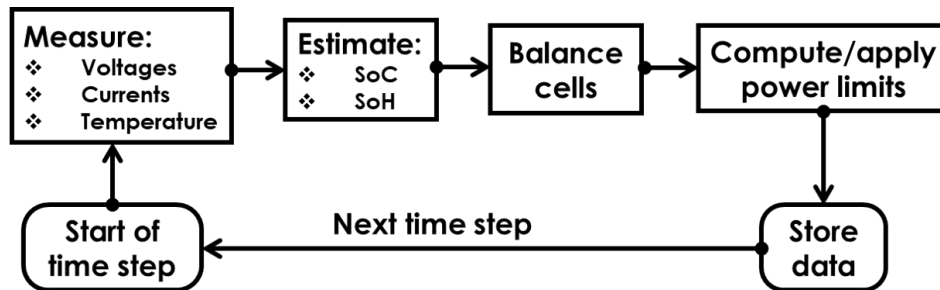 Measure:
❖ Voltages
❖ Currents
❖ Temperature
Estimate:
❖ SoC
❖ SoH
Balance
cells
Compute/apply
power limits
Start of
time step
Next time step
Store
data